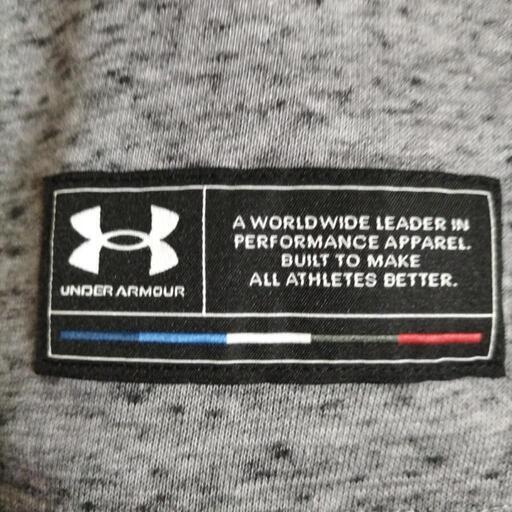 UNDER ARMOUR
A WORLDWIDE LEADER IN
PERFORMANCE APPAREL.
BUILT TO MAKE
ALL ATHLETES BETTER.